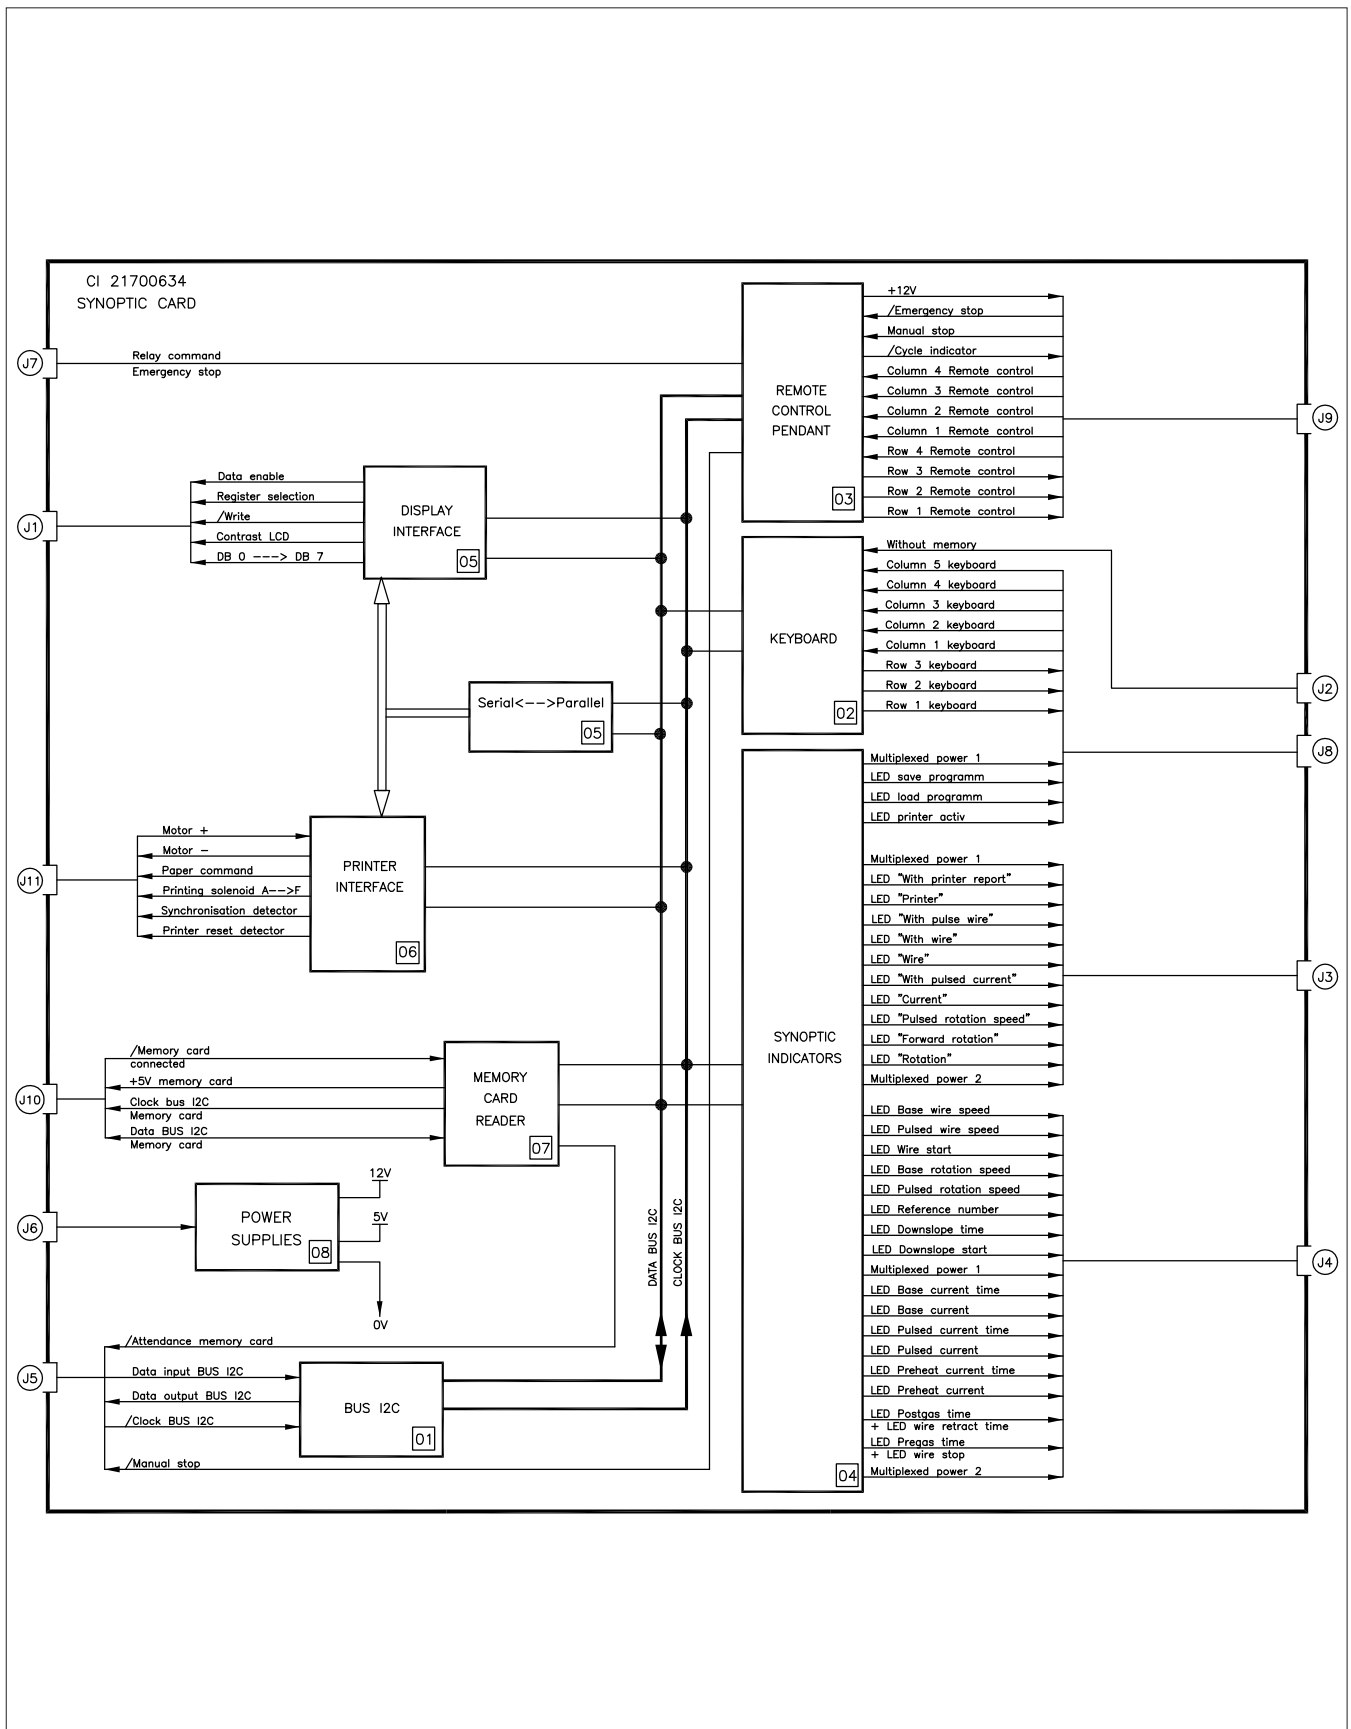 CI 21700634
SYNOPTIC CARD
J7
Relay command
Emergency stop
REMOTE
CONTROL
PENDANT
03
+12V
/Emergency stop
Manual stop
/Cycle indicator
Column 4 Remote control
Column 3 Remote control
Column 2 Remote control
Column 1 Remote control
Row 4 Remote control
Row 3 Remote control
Row 2 Remote control
Row 1 Remote control
J9
J1
Data enable
Register selection
/Write
Contrast LCD
DB 0 ---> DB 7
DISPLAY
INTERFACE
05
KEYBOARD
02
Without memory
Column 5 keyboard
Column 4 keyboard
Column 3 keyboard
Column 2 keyboard
Column 1 keyboard
Row 3 keyboard
Row 2 keyboard
Row 1 keyboard
J2
J8
Serial<-->Parallel
05
Multiplexed power 1
LED save programm
LED load programm
LED printer activ
J11
Motor +
Motor -
Paper command
Printing solenoid A-->F
Synchronisation detector
Printer reset detector
PRINTER
INTERFACE
06
Multiplexed power 1
LED "With printer report"
LED "Printer"
LED "With pulse wire"
LED "With wire"
LED "Wire"
LED "With pulsed current"
LED "Current"
LED "Pulsed rotation speed"
LED "Forward rotation"
LED "Rotation"
Multiplexed power 2
J3
SYNOPTIC
INDICATORS
04
J10
/Memory card
connected
+5V memory card
Clock bus I2C
Memory card
Data BUS I2C
Memory card
MEMORY
CARD
READER
07
LED Base wire speed
LED Pulsed wire speed
LED Wire start
LED Base rotation speed
LED Pulsed rotation speed
LED Reference number
LED Downslope time
LED Downslope start
Multiplexed power 1
LED Base current time
LED Base current
LED Pulsed current time
LED Pulsed current
LED Preheat current time
LED Preheat current
LED Postgas time
+ LED wire retract time
LED Pregas time
+ LED wire stop
Multiplexed power 2
J4
J6
POWER
SUPPLIES
08
12V
5V
0V
DATA BUS I2C
CLOCK BUS I2C
J5
/Attendance memory card
Data input BUS I2C
Data output BUS I2C
/Clock BUS I2C
/Manual stop
BUS I2C
01